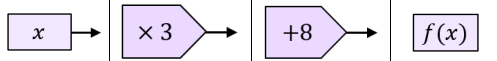 x × 3 +8 f(x)